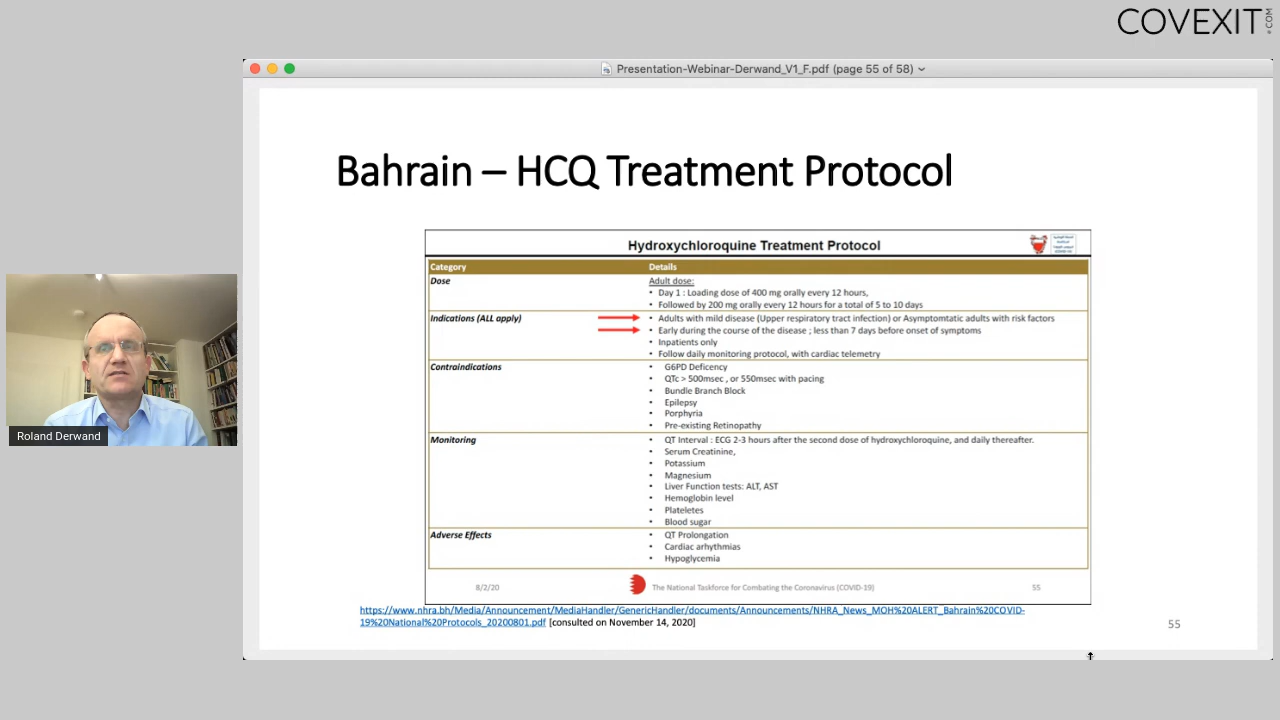 COVEXIT.COM
Presentation-Webinar-Derwand_V1_F.pdf (page 55 of 58)
Bahrain – HCQ Treatment Protocol
Hydroxychloroquine Treatment Protocol
Category Details
Dose Adult dose:
• Day 1 : Loading dose of 400 mg orally every 12 hours,
• Followed by 200 mg orally every 12 hours for a total of 5 to 10 days
Indications (ALL apply) • Adults with mild disease (Upper respiratory tract infection) or Asymptomtatic adults with risk factors
• Early during the course of the disease ; less than 7 days before onset of symptoms
• Inpatients only
• Follow daily monitoring protocol, with cardiac telemetry
Contraindications • G6PD Deficency
• QTc > 500msec , or 550msec with pacing
• Bundle Branch Block
• Epilepsy
• Porphyria
• Pre-existing Retinopathy
Monitoring • QT Interval : ECG 2-3 hours after the second dose of hydroxychloroquine, and daily thereafter.
• Serum Creatinine,
• Potassium
• Magnesium
• Liver Function tests: ALT, AST
• Hemoglobin level
• Plateletes
• Blood sugar
Adverse Effects • QT Prolongation
• Cardiac arhythmias
• Hypoglycemia
8/2/20 The National Taskforce for Combating the Coronavirus (COVID-19) 55
https://www.nhra.bh/Media/Announcement/MediaHandler/GenericHandler/documents/Announcements/NHRA_News_MOH%20ALERT_Bahrain%20COVID-
19%20National%20Protocols_20200801.pdf [consulted on November 14, 2020]
55
Roland Derwand